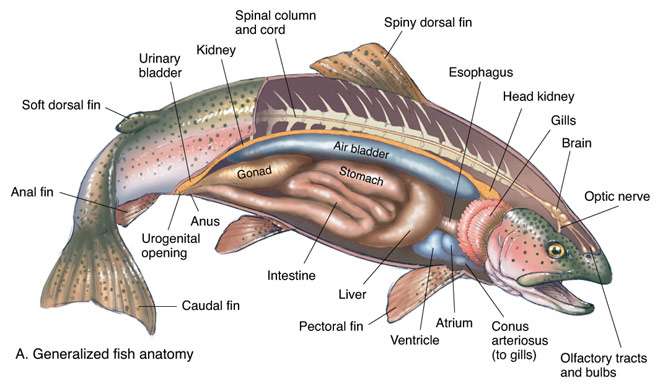 Spinal column
and cord
Spiny dorsal fin
Kidney
Urinary
bladder
Esophagus
Head kidney
Soft dorsal fin
Gills
Brain
Air bladder
Gonad
Stomach
Optic nerve
Anal fin
Anus
Urogenital
opening
Intestine
Liver
Caudal fin
Pectoral fin
Ventricle
Atrium
Conus
arteriosus
(to gills)
Olfactory tracts
and bulbs
A. Generalized fish anatomy